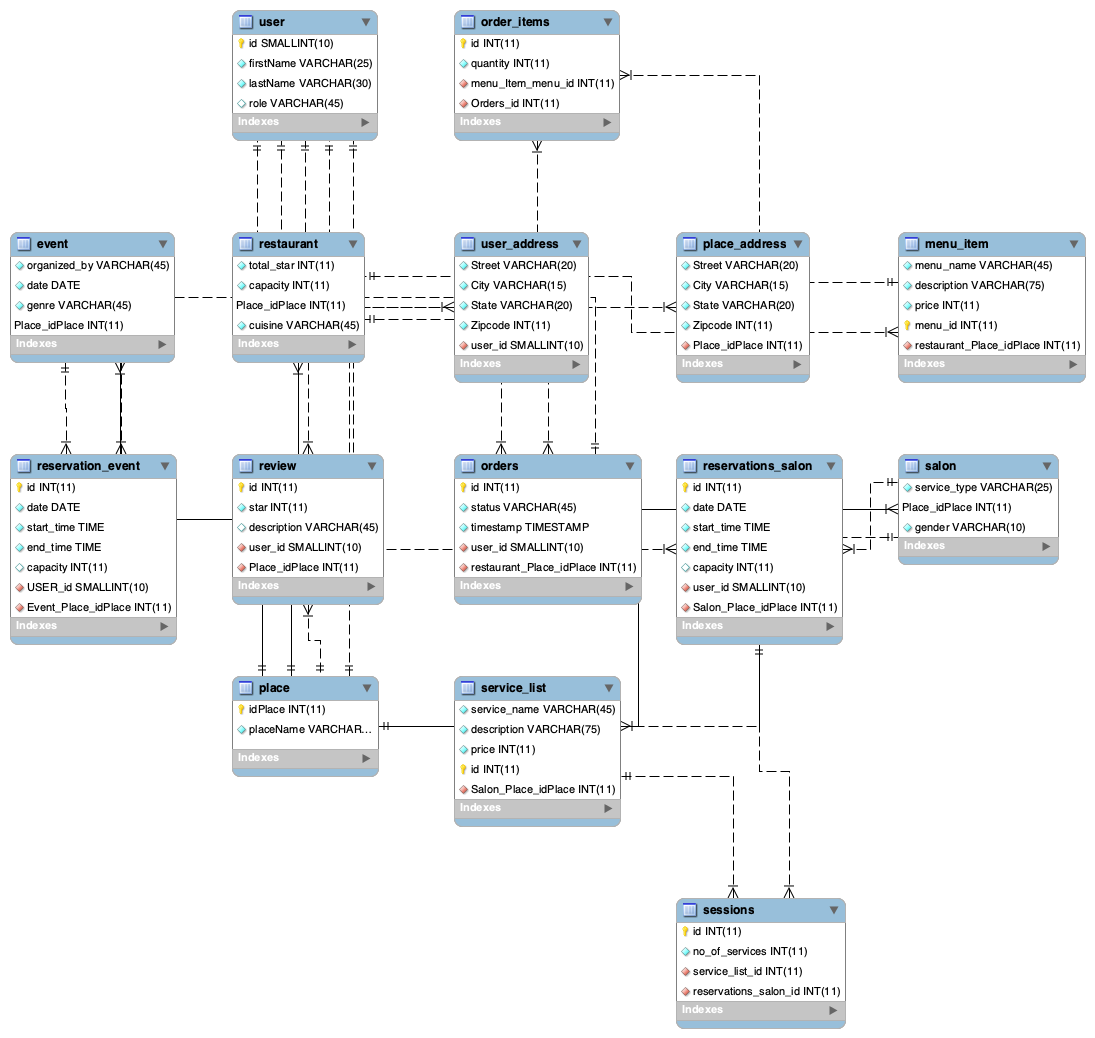 user
id SMALLINT(10)
firstName VARCHAR(25)
lastName VARCHAR(30)
role VARCHAR(45)
Indexes
order_items
id INT(11)
quantity INT(11)
menu_Item_menu_id INT(11)
Orders_id INT(11)
Indexes
event
organized_by VARCHAR(45)
date DATE
genre VARCHAR(45)
Place_idPlace INT(11)
Indexes
restaurant
total_star INT(11)
capacity INT(11)
Place_idPlace INT(11)
cuisine VARCHAR(45)
Indexes
user_address
Street VARCHAR(20)
City VARCHAR(15)
State VARCHAR(20)
Zipcode INT(11)
user_id SMALLINT(10)
Indexes
place_address
Street VARCHAR(20)
City VARCHAR(15)
State VARCHAR(20)
Zipcode INT(11)
Place_idPlace INT(11)
Indexes
menu_item
menu_name VARCHAR(45)
description VARCHAR(75)
price INT(11)
menu_id INT(11)
restaurant_Place_idPlace INT(11)
Indexes
reservation_event
id INT(11)
date DATE
start_time TIME
end_time TIME
capacity INT(11)
USER_id SMALLINT(10)
Event_Place_idPlace INT(11)
Indexes
review
id INT(11)
star INT(11)
description VARCHAR(45)
user_id SMALLINT(10)
Place_idPlace INT(11)
Indexes
orders
id INT(11)
status VARCHAR(45)
timestamp TIMESTAMP
user_id SMALLINT(10)
restaurant_Place_idPlace INT(11)
Indexes
reservations_salon
id INT(11)
date DATE
start_time TIME
end_time TIME
capacity INT(11)
user_id SMALLINT(10)
Salon_Place_idPlace INT(11)
Indexes
salon
service_type VARCHAR(25)
Place_idPlace INT(11)
gender VARCHAR(10)
Indexes
place
idPlace INT(11)
placeName VARCHAR...
Indexes
service_list
service_name VARCHAR(45)
description VARCHAR(75)
price INT(11)
id INT(11)
Salon_Place_idPlace INT(11)
Indexes
sessions
id INT(11)
no_of_services INT(11)
service_list_id INT(11)
reservations_salon_id INT(11)
Indexes